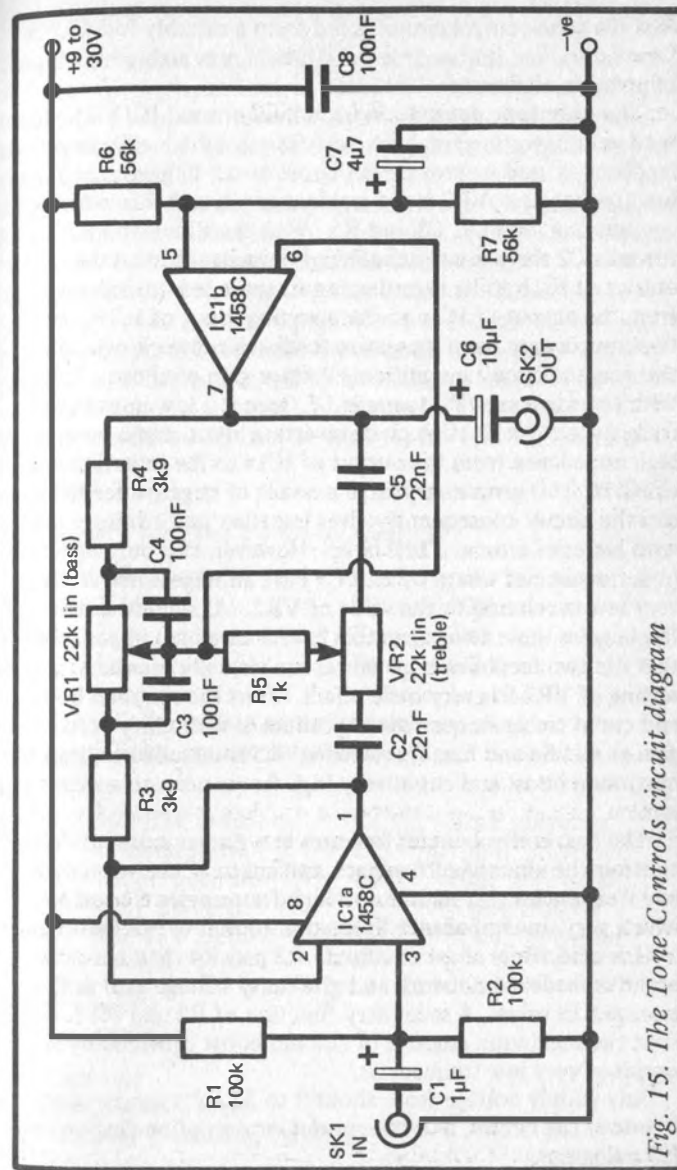 +9 to
30V
R6
56k
C8
100nF
IC1b
1458C
5
6
7
C7
4µ7
+
R7
56k
−ve
R4
3k9
C4
100nF
VR1 22k lin (bass)
C3
100nF
R5
1k
C5
22nF
C6
10µF
+
SK2
OUT
VR2
22k lin
(treble)
C2
22nF
R3
3k9
IC1a
1458C
8
2
3
4
1
R1
100k
R2
100k
C1
1µF
+
SK1
IN
Fig. 15. The Tone Controls circuit diagram